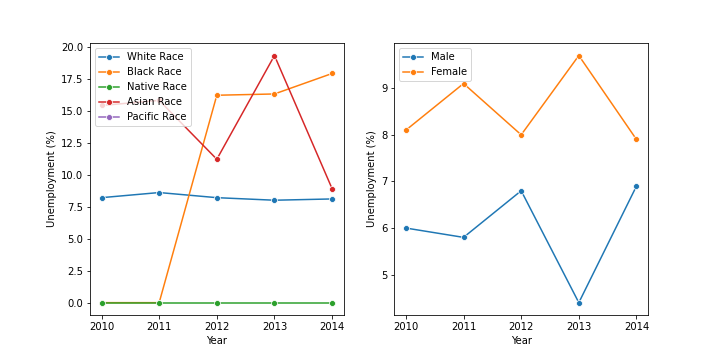 20.0
17.5
15.0
12.5
10.0
7.5
5.0
2.5
0.0
Unemployment (%)
White Race
Black Race
Native Race
Asian Race
Pacific Race
2010 2011 2012 2013 2014
Year
9
8
7
6
5
Unemployment (%)
Male
Female
2010 2011 2012 2013 2014
Year